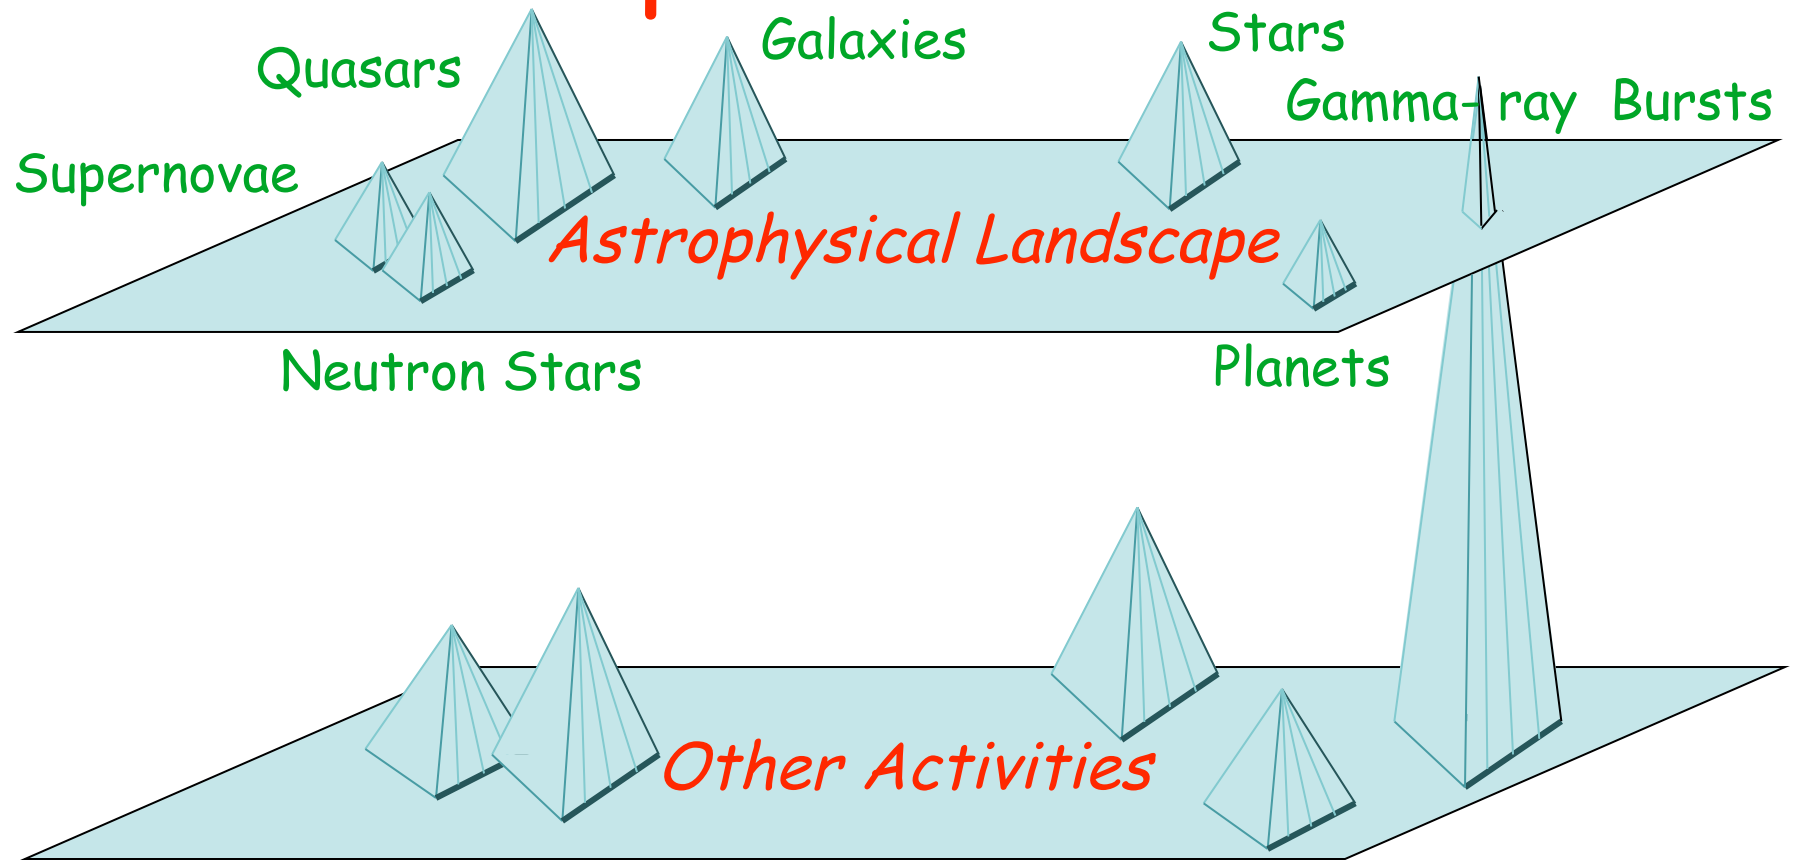 Quasars
Galaxies
Stars
Gamma-ray Bursts
Supernovae
Astrophysical Landscape
Neutron Stars
Planets
Other Activities